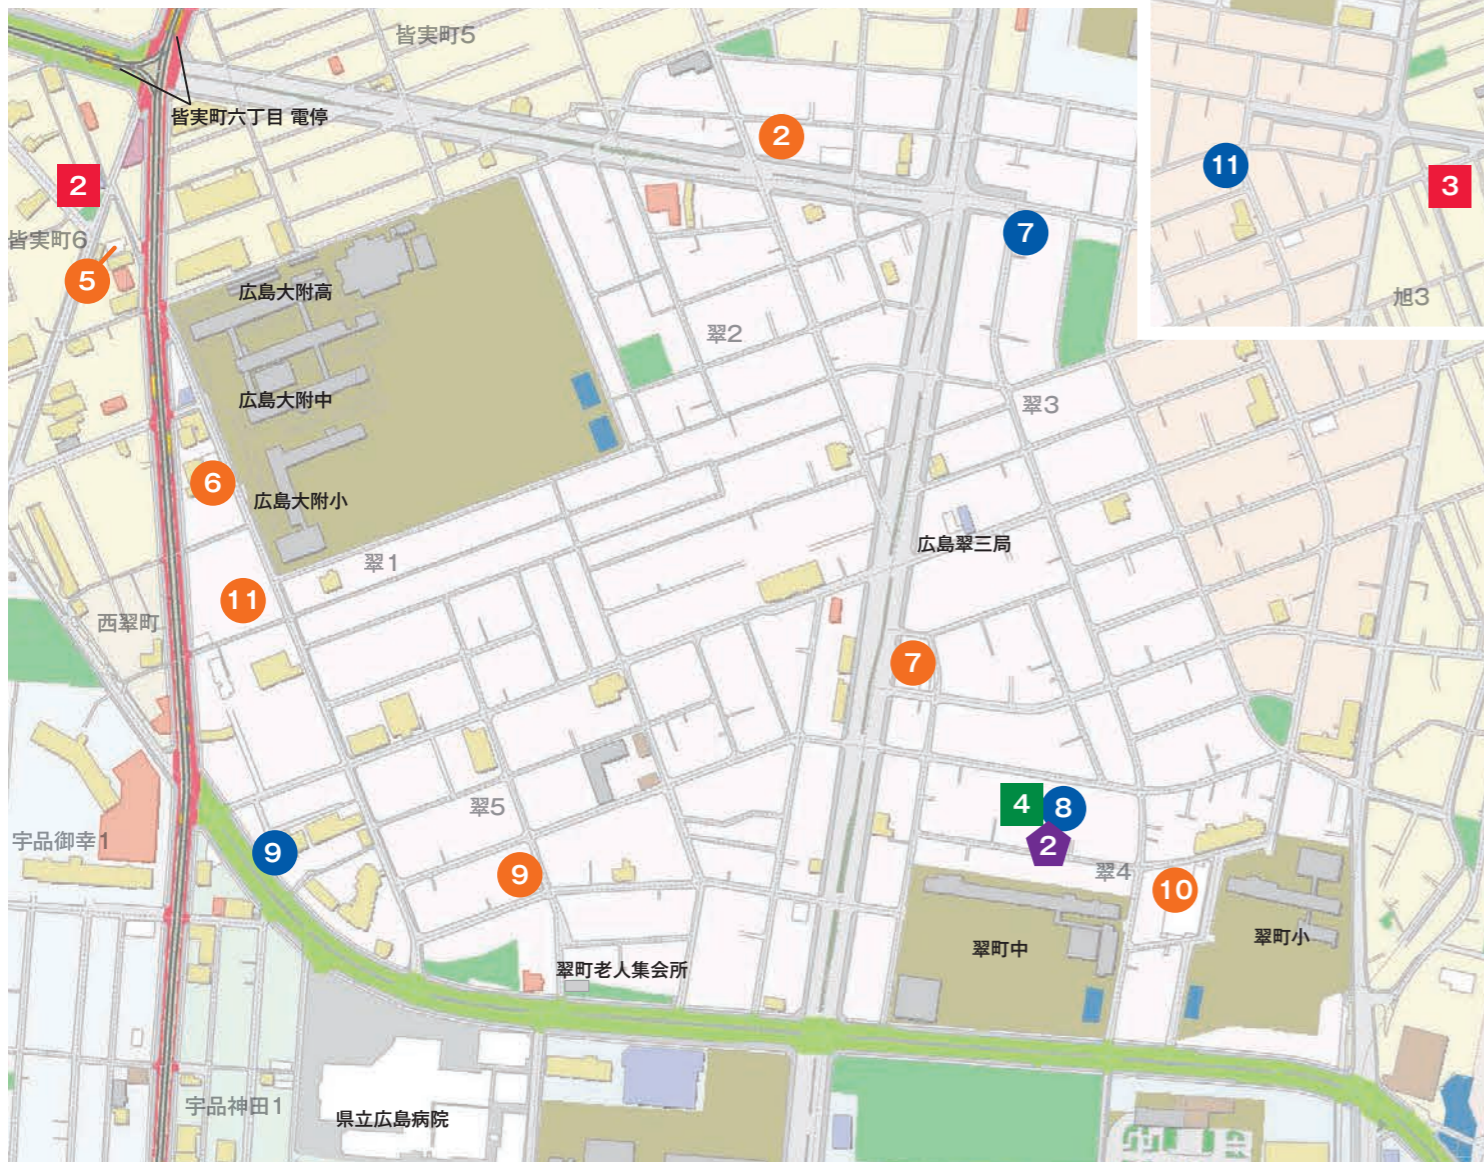 皆実町5
皆実町六丁目 電停
2
2
11
3
皆実町6
7
5
広島大附高
旭3
翠2
広島大附中
翠3
6
広島大附小
広島翠三局
翠1
11
西翠町
7
4
8
翠5
宇品御幸1
9
2
翠4
9
10
翠町中
翠町小
翠町老人集会所
宇品神田1
県立広島病院